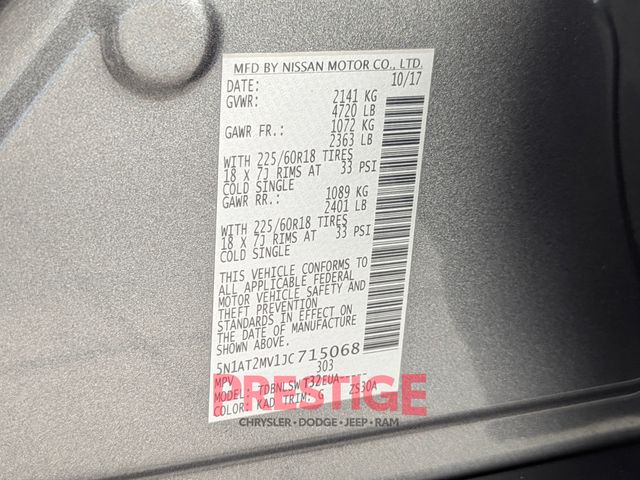 MFD BY NISSAN MOTOR CO., LTD.
DATE: 10/17
GVWR: 2141 KG
4720 LB
GAWR FR.: 1072 KG
2363 LB
WITH 225/60R18 TIRES
18 X 7J RIMS AT 33 PSI
COLD SINGLE
GAWR RR.: 1089 KG
2401 LB
WITH 225/60R18 TIRES
18 X 7J RIMS AT 33 PSI
COLD SINGLE
THIS VEHICLE CONFORMS TO
ALL APPLICABLE FEDERAL
MOTOR VEHICLE SAFETY AND
THEFT PREVENTION
STANDARDS IN EFFECT ON
THE DATE OF MANUFACTURE
SHOWN ABOVE.
5N1AT2MV1JC715068
MPV 303
MODEL: TDBNLSWT32EUA
COLOR: KAD TRIM: ZS30A
PRESTIGE
CHRYSLER • DODGE • JEEP • RAM